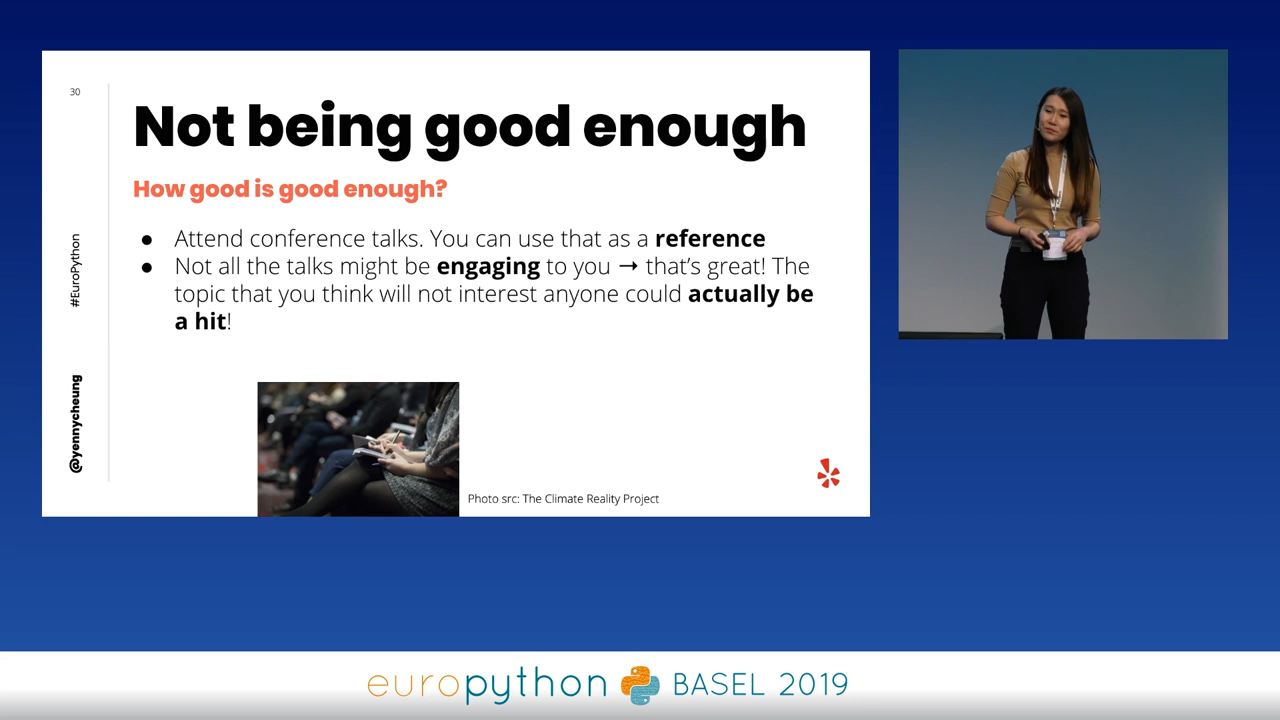 30
Not being good enough
How good is good enough?
● Attend conference talks. You can use that as a reference
● Not all the talks might be engaging to you → that's great! The
topic that you think will not interest anyone could actually be
a hit!
#EuroPython
@yennycheung
Photo src: The Climate Reality Project
europython BASEL 2019